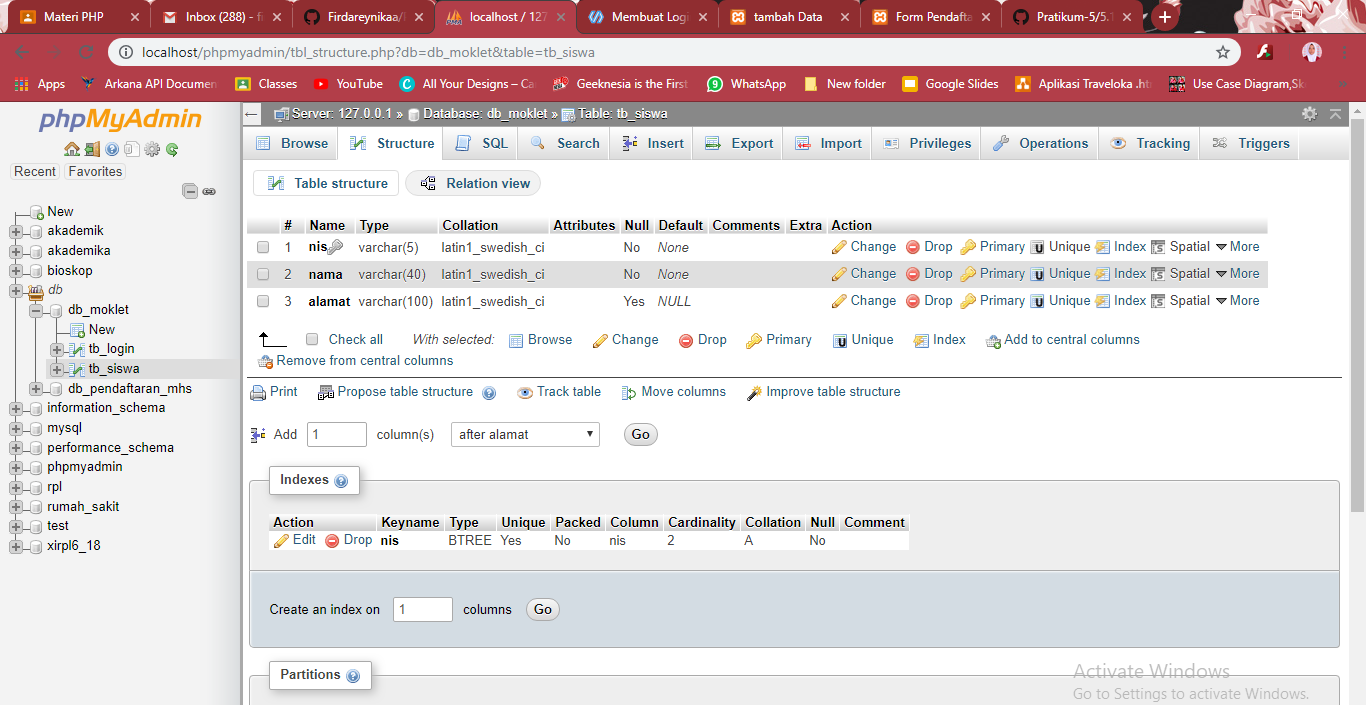 Materi PHP
Inbox (288) - fi
Firdareynikaa/
localhost / 127
Membuat Logi
tambah Data
Form Pendafta
Pratikum-5/5.
localhost/phpmyadmin/tbl_structure.php?db=db_moklet&table=tb_siswa
Apps Arkana API Documen Classes YouTube All Your Designs – Ca Geeknesia is the First WhatsApp New folder Google Slides Aplikasi Traveloka .ht Use Case Diagram,Sk
phpMyAdmin
Recent Favorites
New
akademik
akademika
bioskop
db
db_moklet
New
tb_login
tb_siswa
db_pendaftaran_mhs
information_schema
mysql
performance_schema
phpmyadmin
rpl
rumah_sakit
test
xirpl6_18
Server: 127.0.0.1 » Database: db_moklet » Table: tb_siswa
Browse Structure SQL Search Insert Export Import Privileges Operations Tracking Triggers
Table structure Relation view
# Name Type Collation Attributes Null Default Comments Extra Action
1 nis varchar(5) latin1_swedish_ci No None Change Drop Primary Unique Index Spatial More
2 nama varchar(40) latin1_swedish_ci No None Change Drop Primary Unique Index Spatial More
3 alamat varchar(100) latin1_swedish_ci Yes NULL Change Drop Primary Unique Index Spatial More
Check all With selected: Browse Change Drop Primary Unique Index Add to central columns
Remove from central columns
Print Propose table structure Track table Move columns Improve table structure
Add 1 column(s) after alamat Go
Indexes
Action Keyname Type Unique Packed Column Cardinality Collation Null Comment
Edit Drop nis BTREE Yes No nis 2 A No
Create an index on 1 columns Go
Partitions
Activate Windows
Go to Settings to activate Windows.